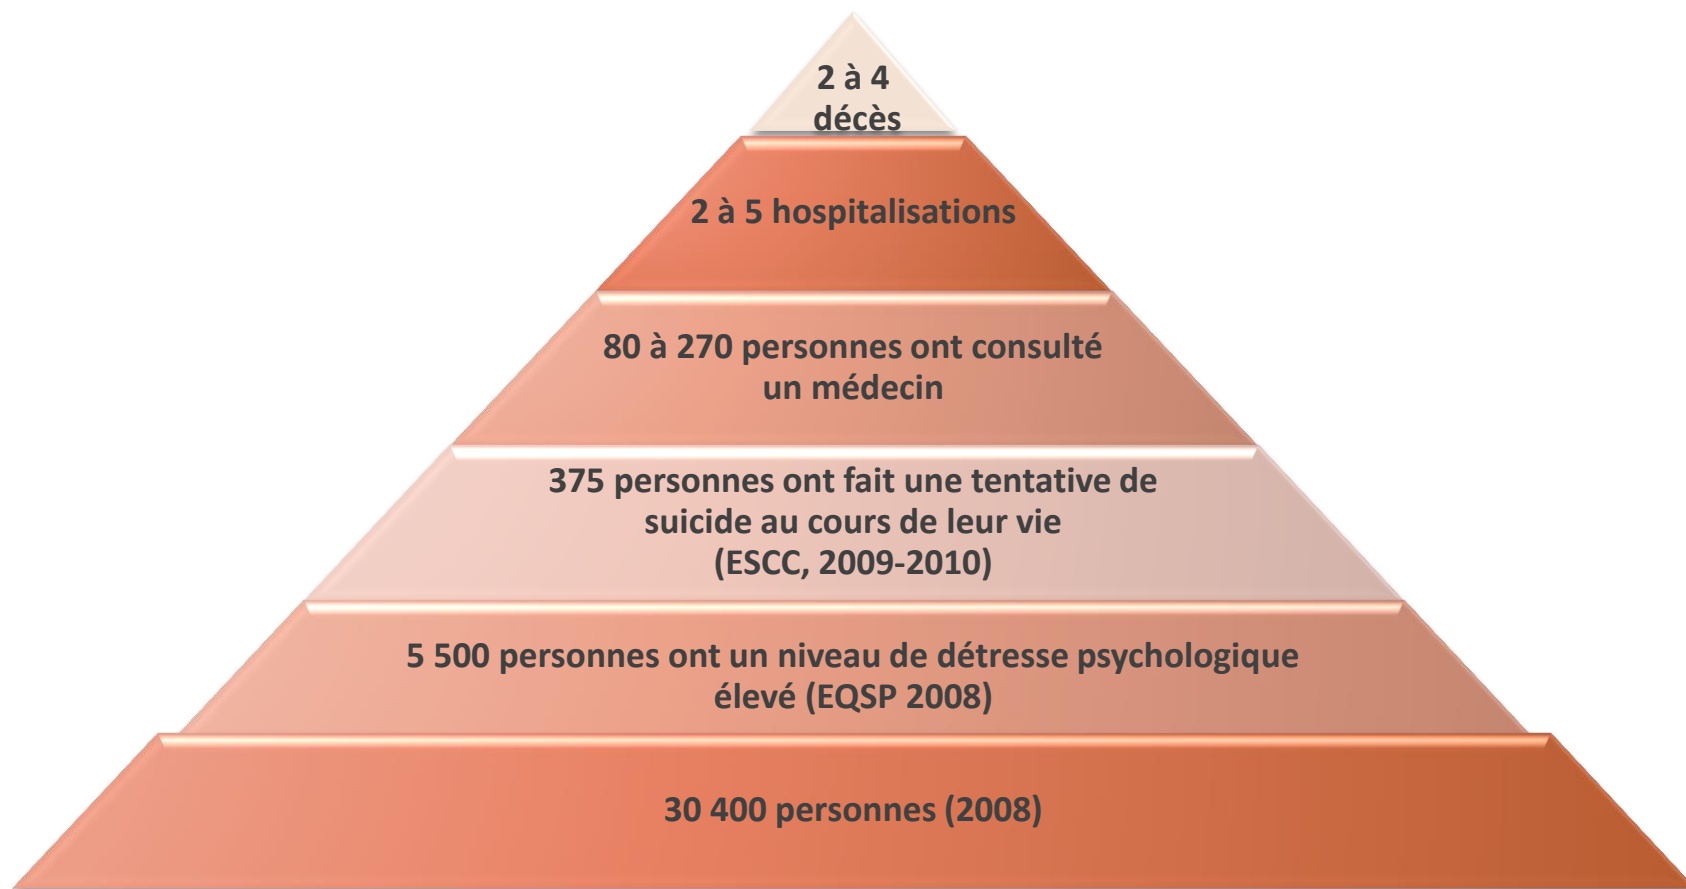 2 à 4
décès
2 à 5 hospitalisations
80 à 270 personnes ont consulté
un médecin
375 personnes ont fait une tentative de
suicide au cours de leur vie
(ESCC, 2009-2010)
5 500 personnes ont un niveau de détresse psychologique
élevé (EQSP 2008)
30 400 personnes (2008)